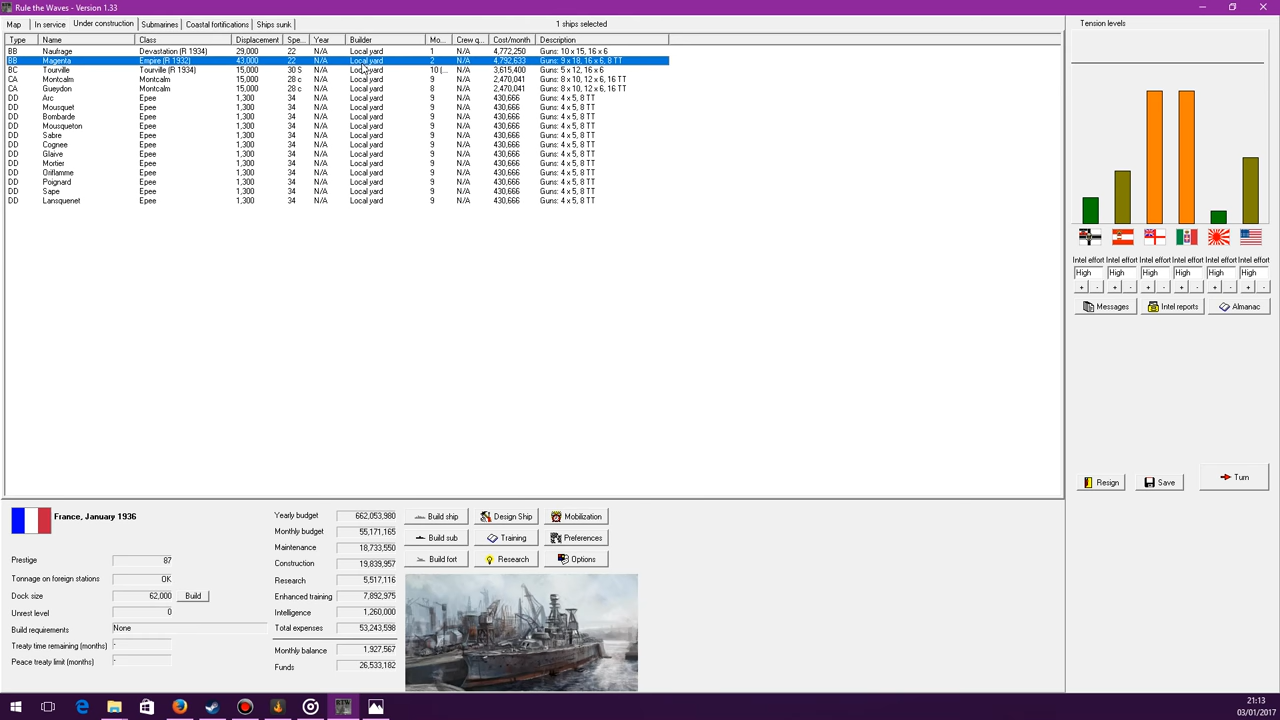 Rule the Waves - Version 1.33
Map In service Under construction Submarines Coastal fortifications Ships sunk 1 ships selected Tension levels
Type Name Class Displacement Spe... Year Builder Mo... Crew q... Cost/month Description
BB Naufrage Devastation (R 1934) 29,000 22 N/A Local yard 1 N/A 4,772,250 Guns: 10 x 15, 16 x 6
BB Magenta Empire (R 1932) 43,000 22 N/A Local yard 2 N/A 4,792,633 Guns: 9 x 18, 16 x 6, 8 TT
BC Tourville Tourville (R 1934) 15,000 30 S N/A Local yard 10 (... N/A 3,615,400 Guns: 5 x 12, 16 x 6
CA Montcalm Montcalm 15,000 28 c N/A Local yard 9 N/A 2,470,041 Guns: 8 x 10, 12 x 6, 16 TT
CA Gueydon Montcalm 15,000 28 c N/A Local yard 8 N/A 2,470,041 Guns: 8 x 10, 12 x 6, 16 TT
DD Arc Epee 1,300 34 N/A Local yard 9 N/A 430,666 Guns: 4 x 5, 8 TT
DD Mousquet Epee 1,300 34 N/A Local yard 9 N/A 430,666 Guns: 4 x 5, 8 TT
DD Bombarde Epee 1,300 34 N/A Local yard 9 N/A 430,666 Guns: 4 x 5, 8 TT
DD Mousqueton Epee 1,300 34 N/A Local yard 9 N/A 430,666 Guns: 4 x 5, 8 TT
DD Sabre Epee 1,300 34 N/A Local yard 9 N/A 430,666 Guns: 4 x 5, 8 TT
DD Cognee Epee 1,300 34 N/A Local yard 9 N/A 430,666 Guns: 4 x 5, 8 TT
DD Glaive Epee 1,300 34 N/A Local yard 9 N/A 430,666 Guns: 4 x 5, 8 TT
DD Mortier Epee 1,300 34 N/A Local yard 9 N/A 430,666 Guns: 4 x 5, 8 TT
DD Oriflamme Epee 1,300 34 N/A Local yard 9 N/A 430,666 Guns: 4 x 5, 8 TT
DD Poignard Epee 1,300 34 N/A Local yard 9 N/A 430,666 Guns: 4 x 5, 8 TT
DD Sape Epee 1,300 34 N/A Local yard 9 N/A 430,666 Guns: 4 x 5, 8 TT
DD Lansquenet Epee 1,300 34 N/A Local yard 9 N/A 430,666 Guns: 4 x 5, 8 TT
Intel effort Intel effort Intel effort Intel effort Intel effort Intel effort
High High High High High High
+ - + - + - + - + - + -
Messages Intel reports Almanac
Resign Save Turn
France, January 1936
Prestige 87
Tonnage on foreign stations OK
Dock size 62,000 Build
Unrest level 0
Build requirements None
Treaty time remaining (months) -
Peace treaty limit (months) -
Yearly budget 662,053,980
Monthly budget 55,171,165
Maintenance 18,733,550
Construction 19,839,957
Research 5,517,116
Enhanced training 7,892,975
Intelligence 1,260,000
Total expenses 53,243,598
Monthly balance 1,927,567
Funds 26,533,182
Build ship Design Ship Mobilization
Build sub Training Preferences
Build fort Research Options
RTW
21:13
03/01/2017